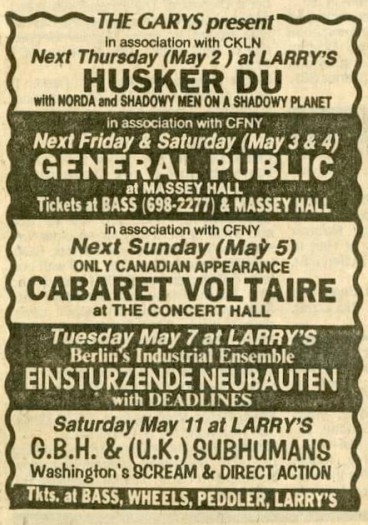 THE GARYS present
in association with CKLN
Next Thursday (May 2) at LARRY'S
HUSKER DU
with NORDA and SHADOWY MEN ON A SHADOWY PLANET
in association with CFNY
Next Friday & Saturday (May 3 & 4)
GENERAL PUBLIC
at MASSEY HALL
Tickets at BASS (698-2277) & MASSEY HALL
in association with CFNY
Next Sunday (May 5)
ONLY CANADIAN APPEARANCE
CABARET VOLTAIRE
at THE CONCERT HALL
Tuesday May 7 at LARRY'S
Berlin's Industrial Ensemble
EINSTURZENDE NEUBAUTEN
with DEADLINES
Saturday May 11 at LARRY'S
G.B.H. & (U.K.) SUBHUMANS
Washington's SCREAM & DIRECT ACTION
Tkts. at BASS, WHEELS, PEDDLER, LARRY'S